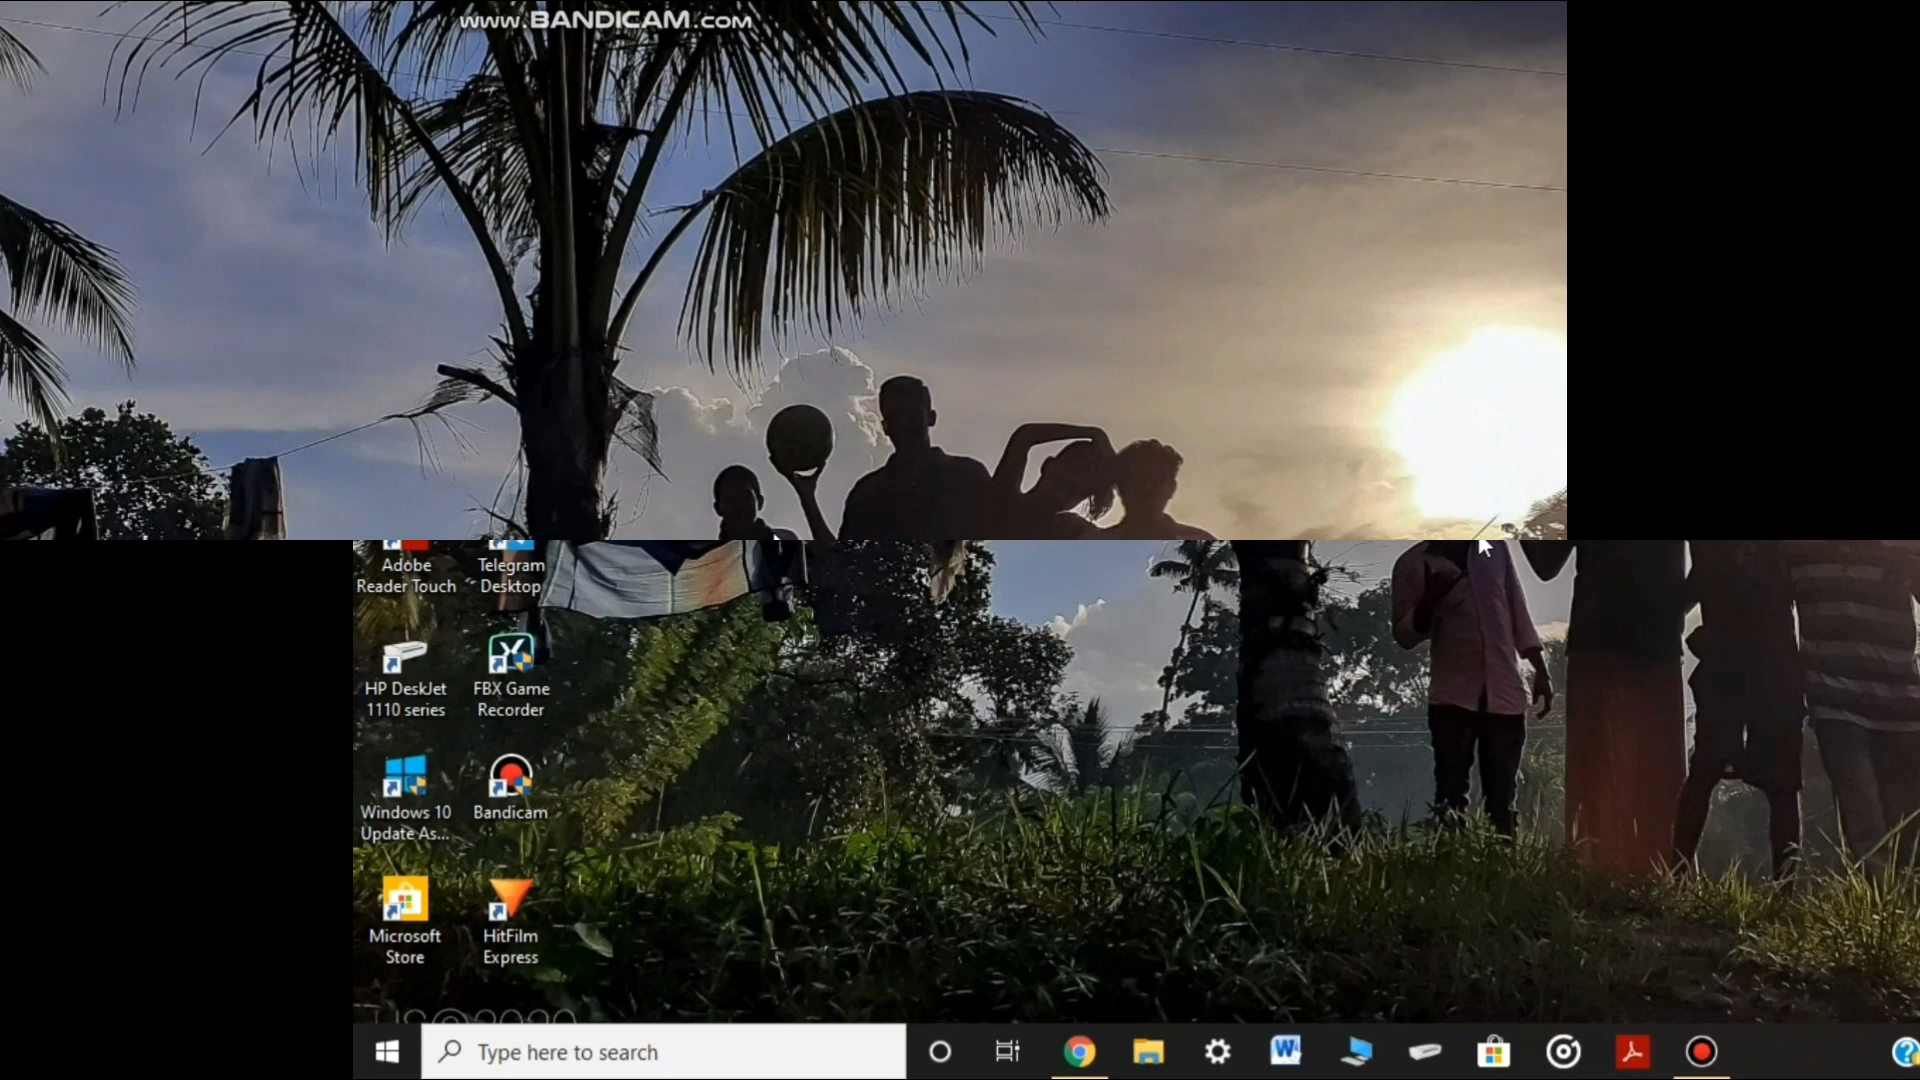 www.BANDICAM.com
Adobe
Reader Touch
Telegram
Desktop
HP DeskJet
1110 series
FBX Game
Recorder
Windows 10
Update As...
Bandicam
Microsoft
Store
HitFilm
Express
Type here to search